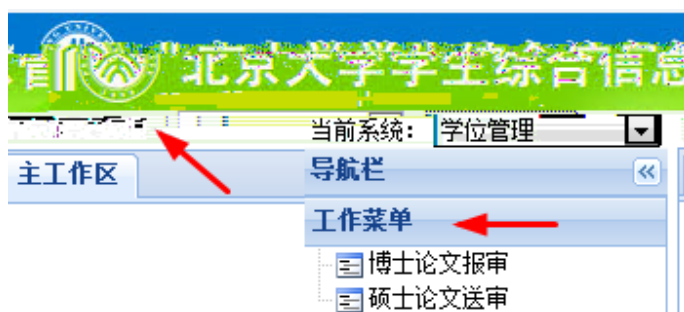 北京大学学生综合信息
当前系统： 学位管理
主工作区
导航栏
工作菜单
博士论文报审
硕士论文送审